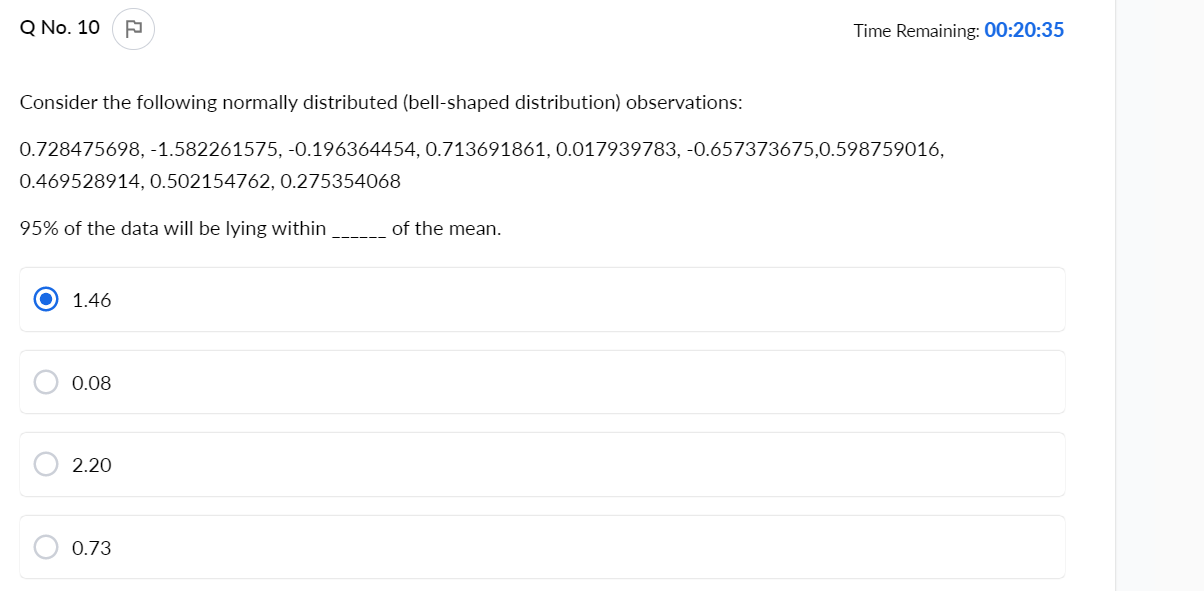 Q No. 10
Time Remaining: 00:20:35
Consider the following normally distributed (bell-shaped distribution) observations:
0.728475698, -1.582261575, -0.196364454, 0.713691861, 0.017939783, -0.657373675,0.598759016,
0.469528914, 0.502154762, 0.275354068
95% of the data will be lying within ______ of the mean.
1.46
0.08
2.20
0.73